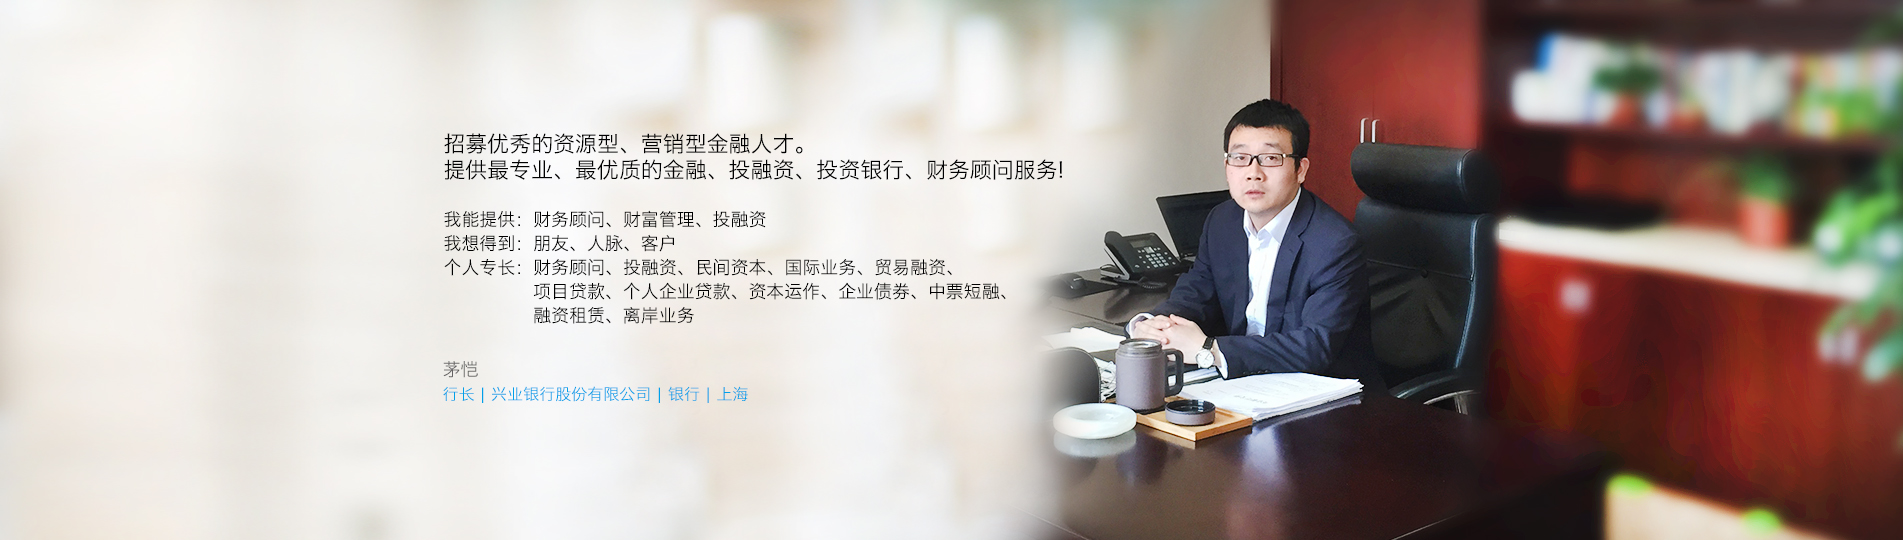 招募优秀的资源型、营销型金融人才。
提供最专业、最优质的金融、投融资、投资银行、财务顾问服务!
我能提供：财务顾问、财富管理、投融资
我想得到：朋友、人脉、客户
个人专长：财务顾问、投融资、民间资本、国际业务、贸易融资、
项目贷款、个人企业贷款、资本运作、企业债券、中票短融、
融资租赁、离岸业务
茅恺
行长 | 兴业银行股份有限公司 | 银行 | 上海